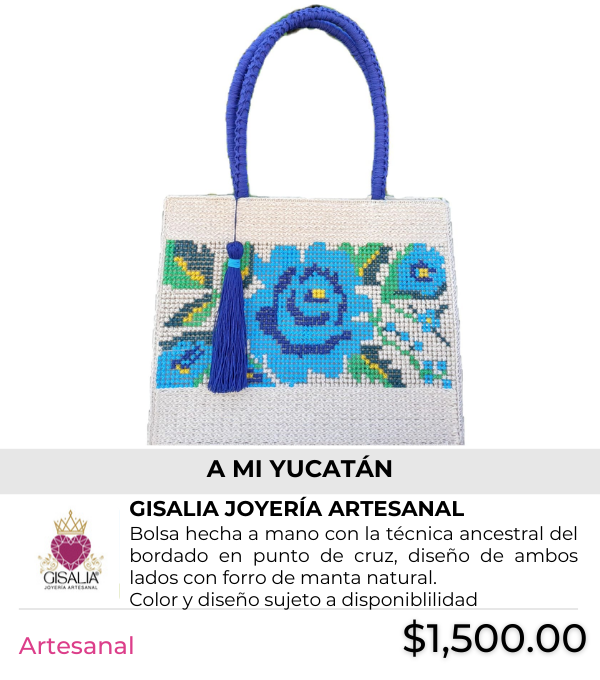 A MI YUCATÁN
GISALIA JOYERÍA ARTESANAL
Bolsa hecha a mano con la técnica ancestral del
bordado en punto de cruz, diseño de ambos
lados con forro de manta natural.
Color y diseño sujeto a disponiblilidad
GISALIA
JOYERÍA ARTESANAL
Artesanal
$1,500.00